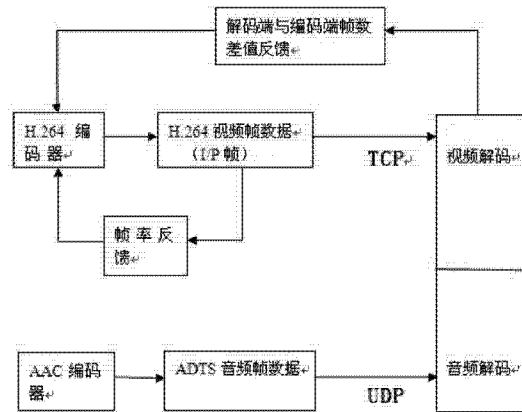 解码端与编码端帧数
差值反馈
H.264 编
码器
H.264 视频帧数据
（I/P 帧）
TCP
视频解码
帧率反
馈
AAC 编码
器
ADTS 音频帧数据
UDP
音频解码